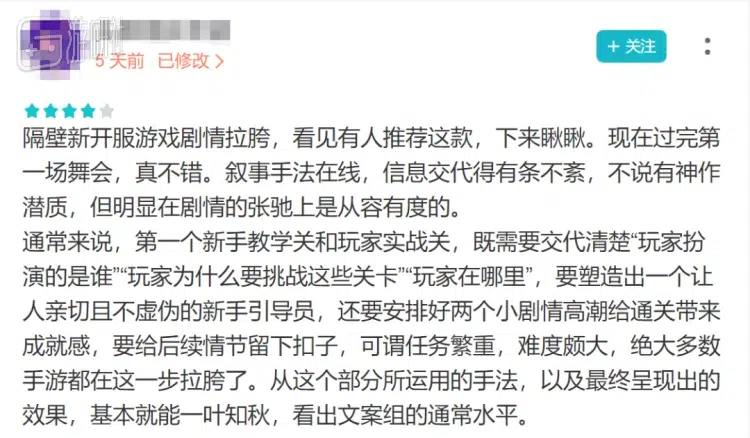 5 天前 已修改
+ 关注
隔壁新开服游戏剧情拉胯，看见有人推荐这款，下来瞅瞅。现在过完第
一场舞会，真不错。叙事手法在线，信息交代得有条不紊，不说有神作
潜质，但明显在剧情的张弛上是从容有度的。
通常来说，第一个新手教学关和玩家实战关，既需要交代清楚“玩家扮
演的是谁”“玩家为什么要挑战这些关卡”“玩家在哪里”，要塑造出一个让
人亲切且不虚伪的新手引导员，还要安排好两个小剧情高潮给通关带来
成就感，要给后续情节留下扣子，可谓任务繁重，难度颇大，绝大多数
手游都在这一步拉胯了。从这个部分所运用的手法，以及最终呈现出的
效果，基本就能一叶知秋，看出文案组的通常水平。